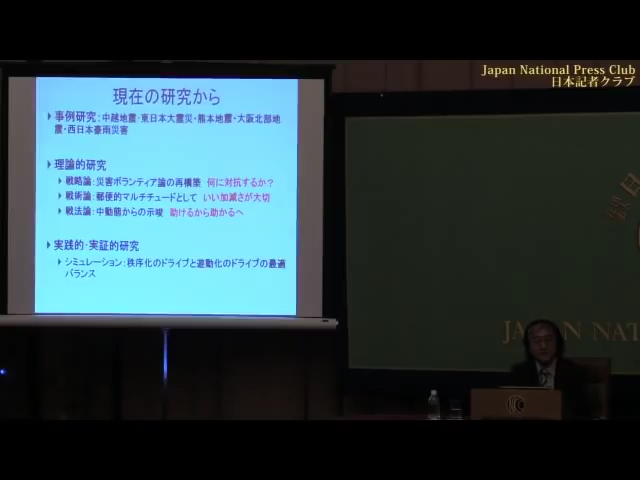 Japan National Press Club
日本記者クラブ
現在の研究から
事例研究：中越地震・東日本大震災・熊本地震・大阪北部地
震・西日本豪雨災害
理論的研究
戦略論：災害ボランティア論の再構築 何に対抗するか？
戦術論：郵便的マルチチュードとして いい加減さが大切
戦法論：中動態からの示唆 助けるから助かるへ
実践的・実証的研究
シミュレーション：秩序化のドライブと遊動化のドライブの最適
バランス
JAPAN NAT